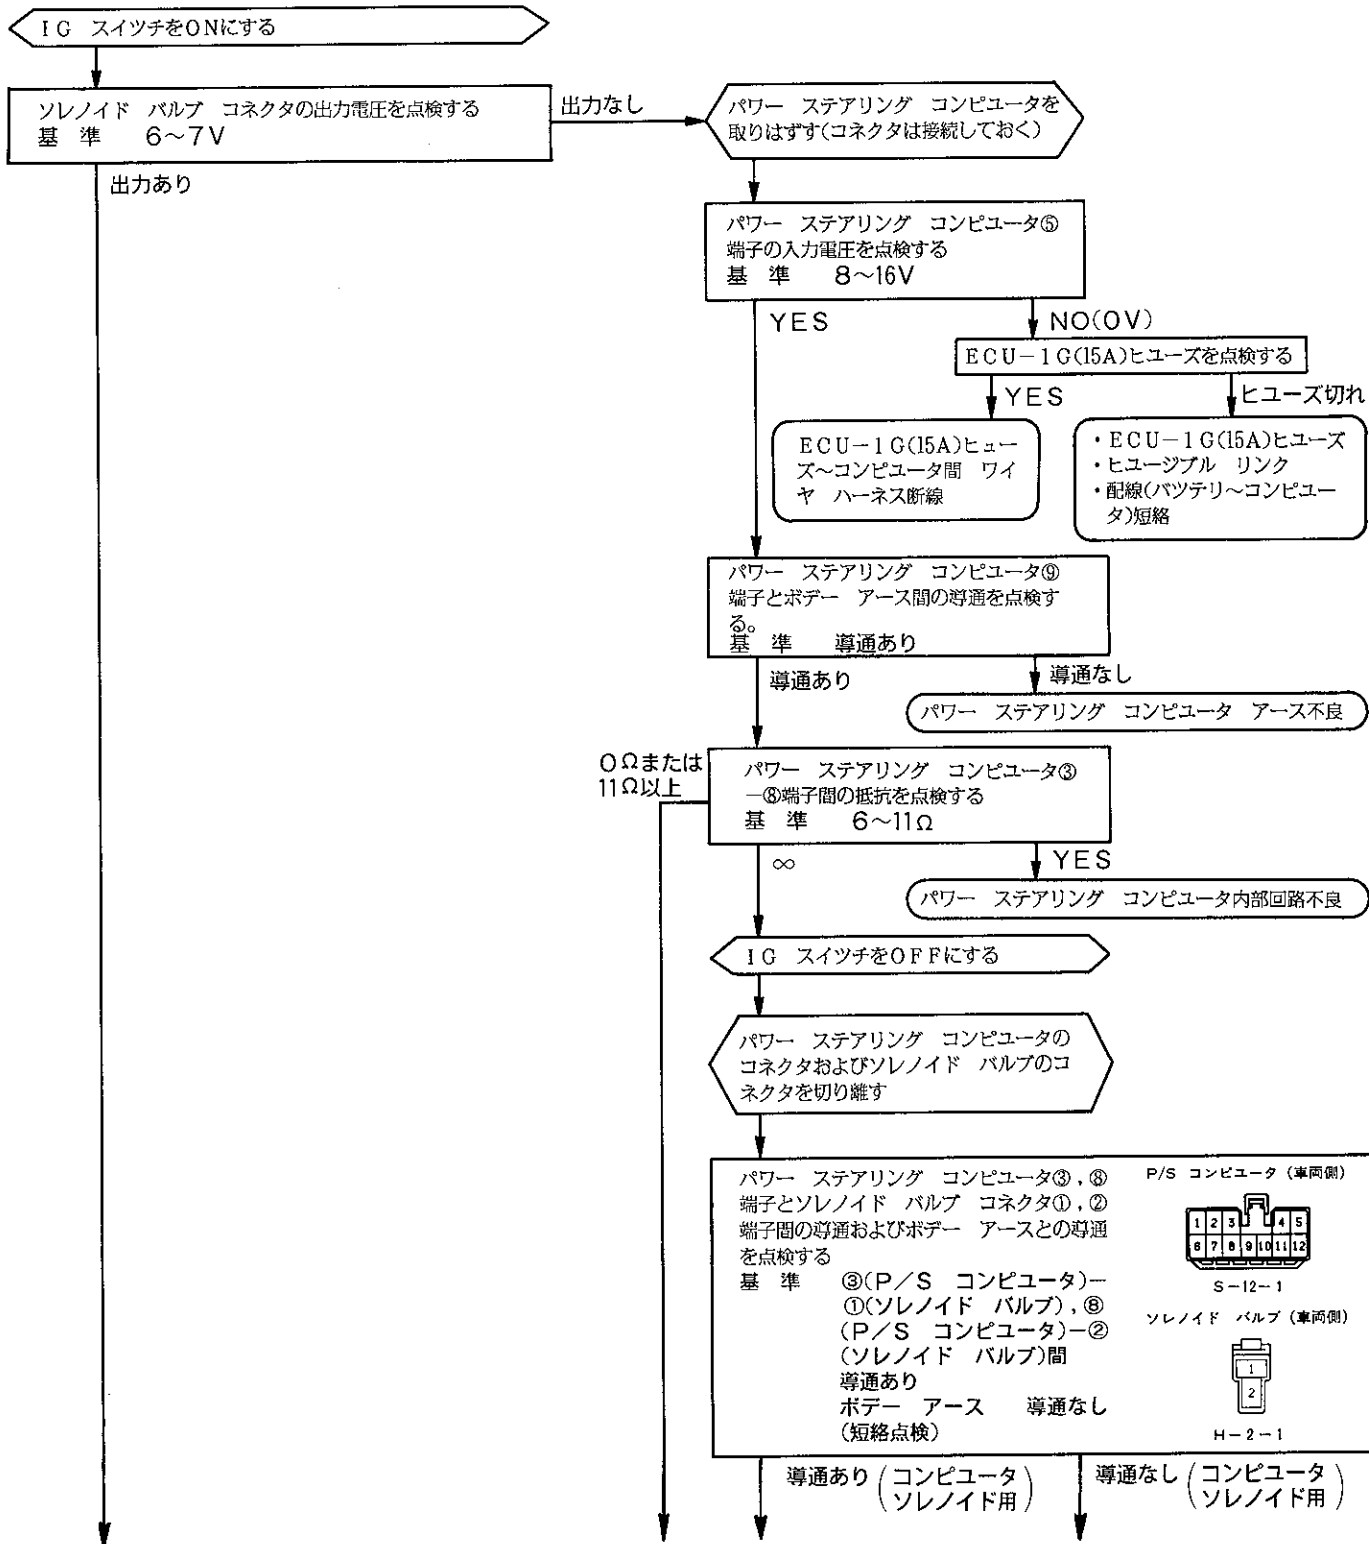 IG スイツチをONにする
ソレノイド バルブ コネクタの出力電圧を点検する
基 準 6～7V
出力なし
パワー ステアリング コンピユータを
取りはずす(コネクタは接続しておく)
出力あり
パワー ステアリング コンピユータ⑤
端子の入力電圧を点検する
基 準 8～16V
YES
NO(0V)
ECU－1G(15A)ヒユーズを点検する
YES
ヒユーズ切れ
ECU－1G(15A)ヒュー
ズ～コンピユータ間 ワイ
ヤ ハーネス断線
・ECU－1G(15A)ヒユーズ
・ヒユージブル リンク
・配線(バツテリ～コンピユー
タ)短絡
パワー ステアリング コンピユータ⑨
端子とボデー アース間の導通を点検す
る。
基 準 導通あり
導通あり
導通なし
パワー ステアリング コンピユータ アース不良
0Ωまたは
11Ω以上
パワー ステアリング コンピユータ③
－⑧端子間の抵抗を点検する
基 準 6～11Ω
∞
YES
パワー ステアリング コンピユータ内部回路不良
IG スイツチをOFFにする
パワー ステアリング コンピユータの
コネクタおよびソレノイド バルブのコ
ネクタを切り離す
パワー ステアリング コンピユータ③,⑧
端子とソレノイド バルブ コネクタ①,②
端子間の導通およびボデー アースとの導通
を点検する
基 準 ③(P／S コンピユータ)－
①(ソレノイド バルブ),⑧
(P／S コンピユータ)－②
(ソレノイド バルブ)間
導通あり
ボデー アース 導通なし
(短絡点検)
P/S コンピユータ (車両側)
1 2 3 4 5
6 7 8 9 10 11 12
S－12－1
ソレノイド バルブ (車両側)
1
2
H－2－1
導通あり (コンピユータ
ソレノイド用)
導通なし (コンピユータ
ソレノイド用)